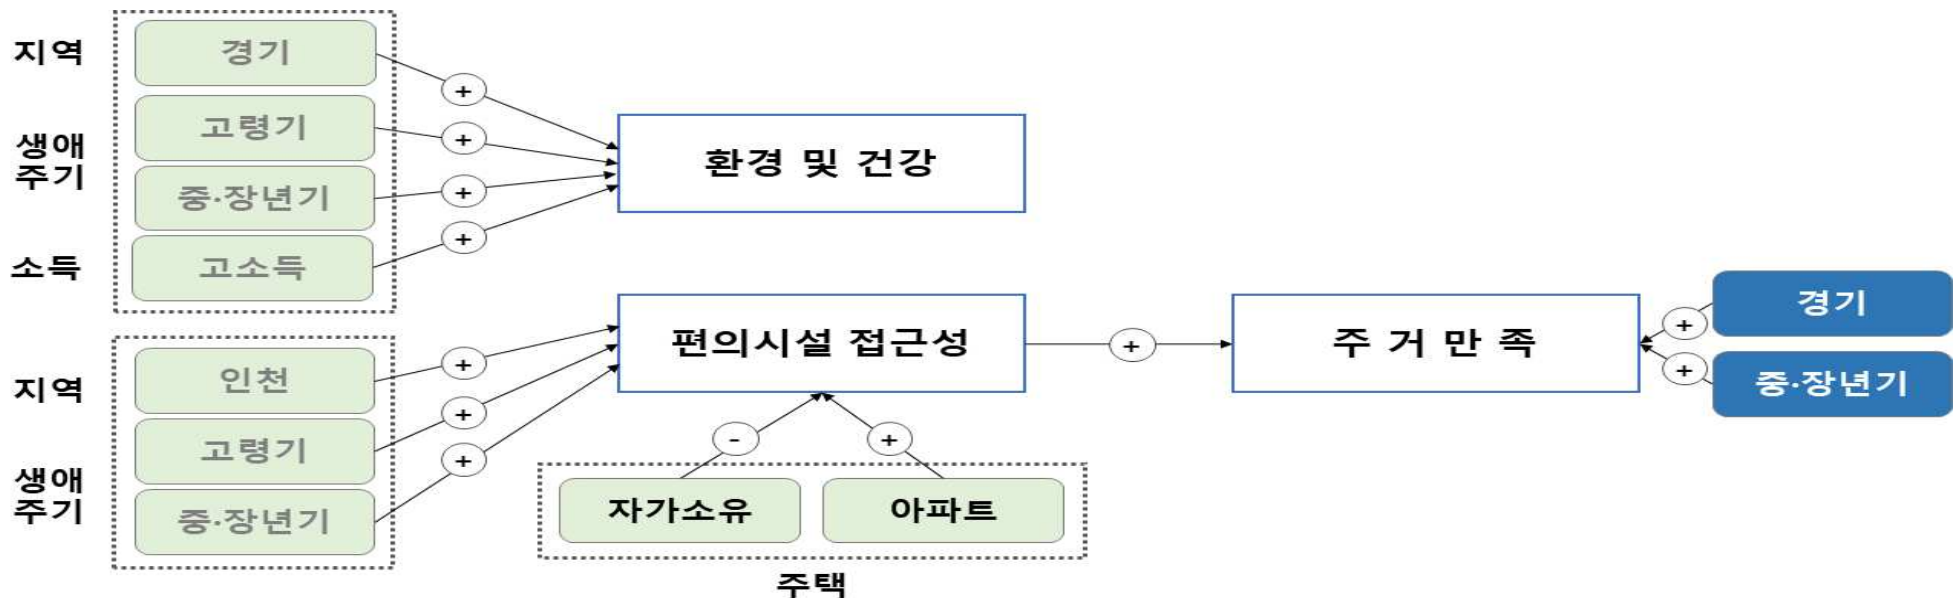 지역
경기
+
고령기
+
생애
주기
중·장년기
+
소득
고소득
+
환경 및 건강
지역
인천
+
고령기
+
생애
주기
중·장년기
+
편의시설 접근성
+
주 거 만 족
+
경기
+
중·장년기
-
+
자가소유
아파트
주택